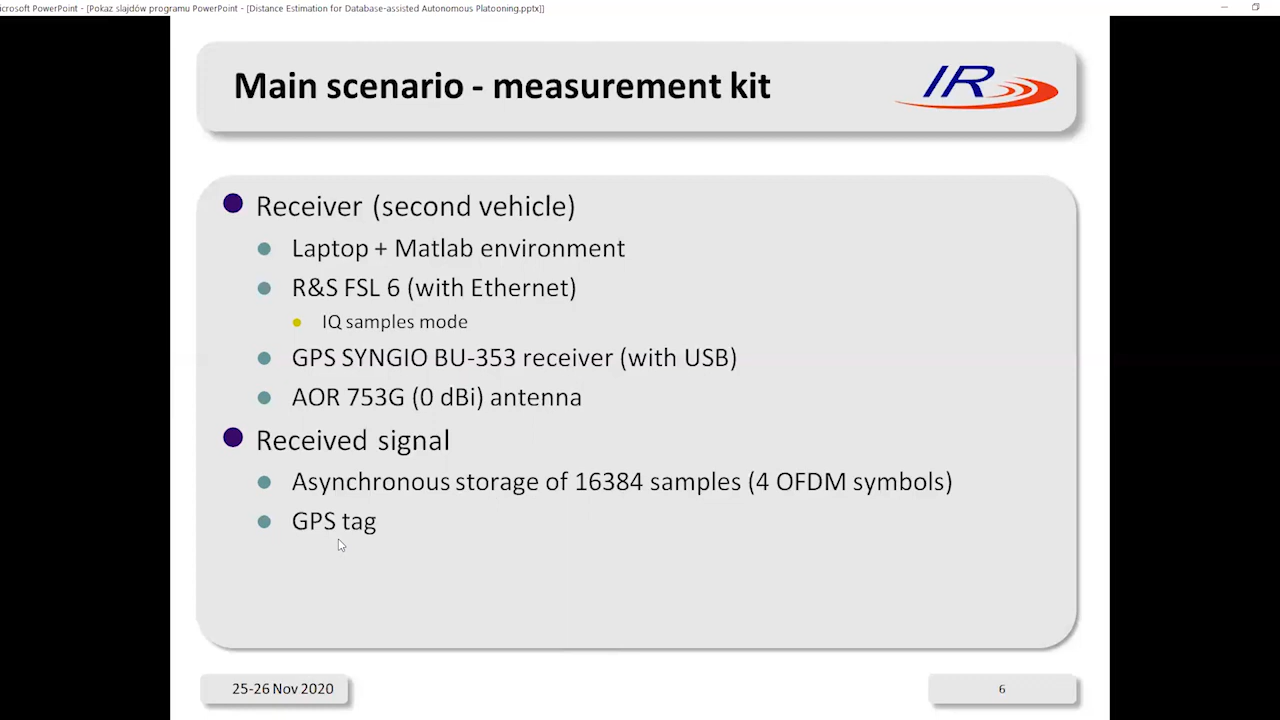 icrosoft PowerPoint - [Pokaz slajdów programu PowerPoint - [Distance Estimation for Database-assisted Autonomous Platooning.pptx]]
Main scenario - measurement kit
IR
Receiver (second vehicle)
Laptop + Matlab environment
R&S FSL 6 (with Ethernet)
IQ samples mode
GPS SYNGIO BU-353 receiver (with USB)
AOR 753G (0 dBi) antenna
Received signal
Asynchronous storage of 16384 samples (4 OFDM symbols)
GPS tag
25-26 Nov 2020
6